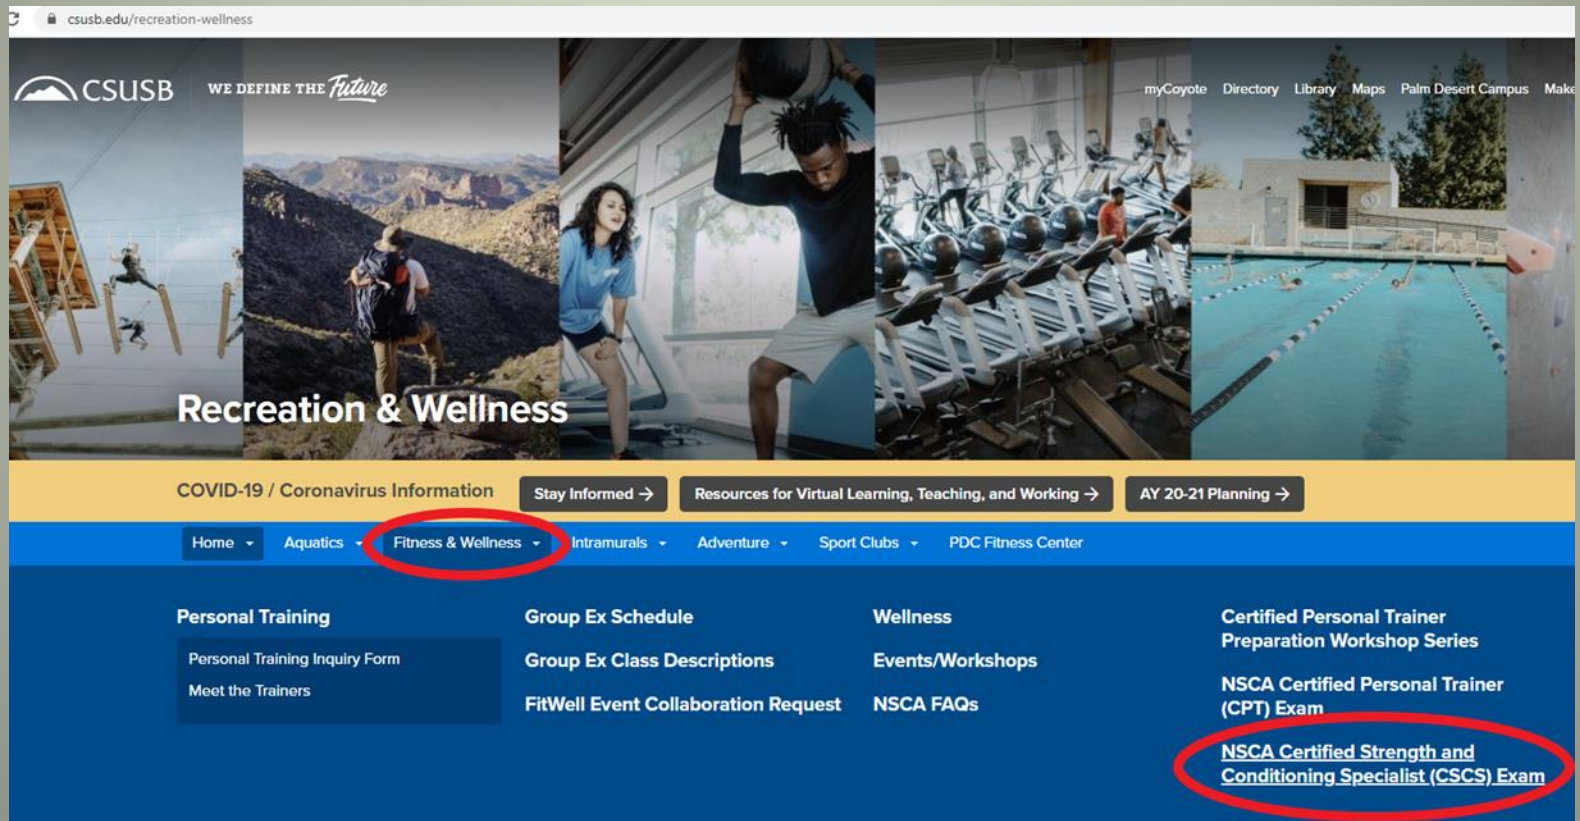 csusb.edu/recreation-wellness
CSUSB WE DEFINE THE Future
myCoyote Directory Library Maps Palm Desert Campus Make
Recreation & Wellness
COVID-19 / Coronavirus Information Stay Informed → Resources for Virtual Learning, Teaching, and Working → AY 20-21 Planning →
Home Aquatics Fitness & Wellness Intramurals Adventure Sport Clubs PDC Fitness Center
Personal Training
Personal Training Inquiry Form
Meet the Trainers
Group Ex Schedule
Group Ex Class Descriptions
FitWell Event Collaboration Request
Wellness
Events/Workshops
NSCA FAQs
Certified Personal Trainer
Preparation Workshop Series
NSCA Certified Personal Trainer
(CPT) Exam
NSCA Certified Strength and
Conditioning Specialist (CSCS) Exam